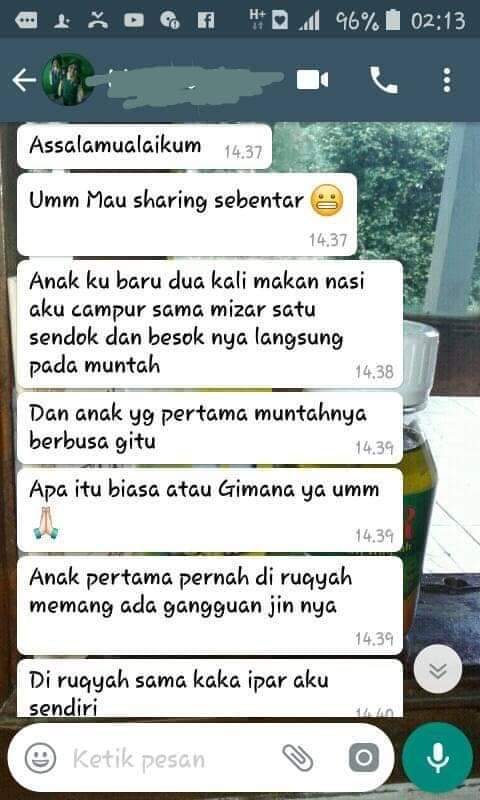 H+ 96% 02:13
Assalamualaikum 14.37
Umm Mau sharing sebentar 😬
14.37
Anak ku baru dua kali makan nasi
aku campur sama mizar satu
sendok dan besok nya langsung
pada muntah 14.38
Dan anak yg pertama muntahnya
berbusa gitu 14.39
Apa itu biasa atau Gimana ya umm
🙏 14.39
Anak pertama pernah di ruqyah
memang ada gangguan jin nya
14.39
Di ruqyah sama kaka ipar aku
sendiri 14.40
Ketik pesan